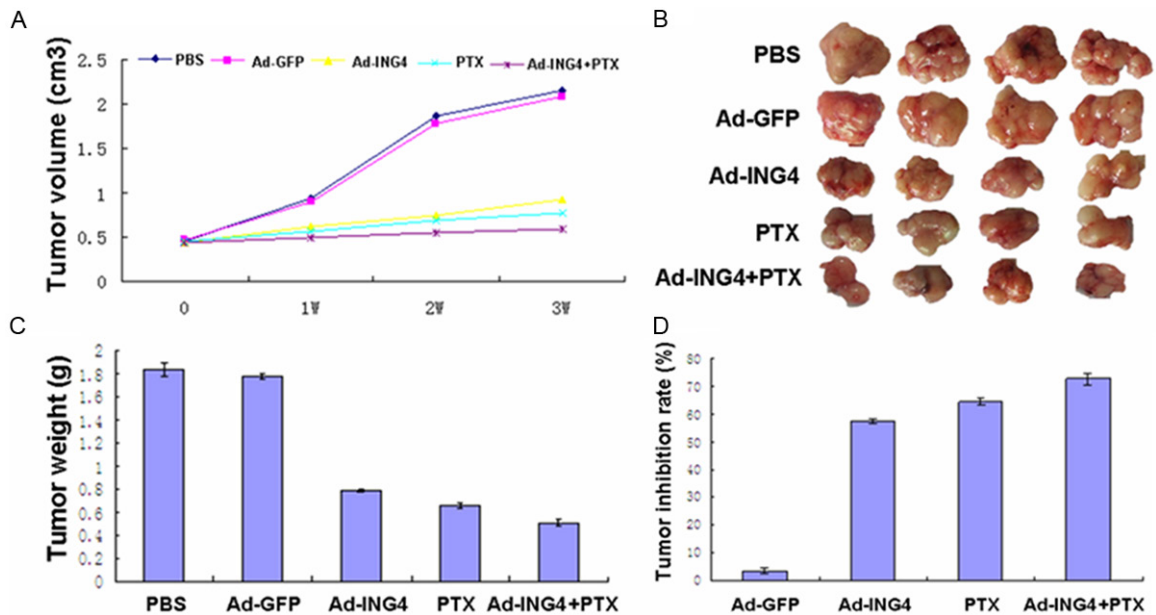 A
Tumor volume (cm3)
PBS Ad-GFP Ad-ING4 PTX Ad-ING4+PTX
2.5
2
1.5
1
0.5
0
0 1W 2W 3W
B
PBS
Ad-GFP
Ad-ING4
PTX
Ad-ING4+PTX
C
Tumor weight (g)
2
1.8
1.6
1.4
1.2
1
0.8
0.6
0.4
0.2
0
PBS Ad-GFP Ad-ING4 PTX Ad-ING4+PTX
D
Tumor inhibition rate (%)
80
70
60
50
40
30
20
10
0
Ad-GFP Ad-ING4 PTX Ad-ING4+PTX